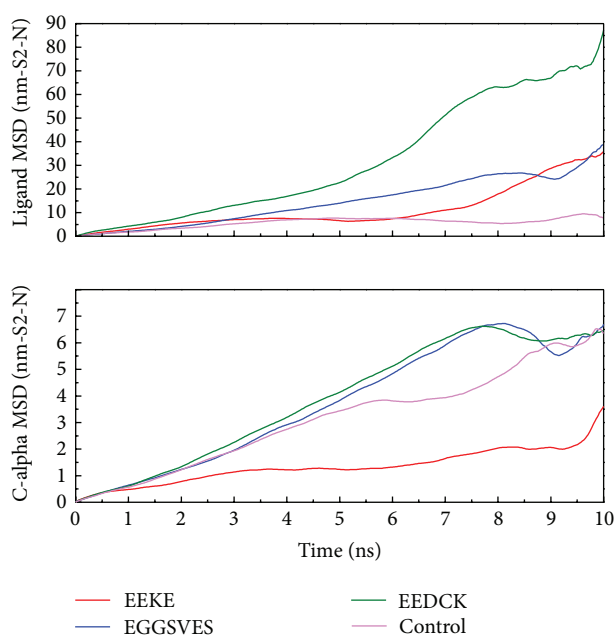 Ligand MSD (nm-S2-N)
90
80
70
60
50
40
30
20
10
0
C-alpha MSD (nm-S2-N)
7
6
5
4
3
2
1
0
0 1 2 3 4 5 6 7 8 9 10
Time (ns)
EEKE
EEDCK
EGGSVES
Control